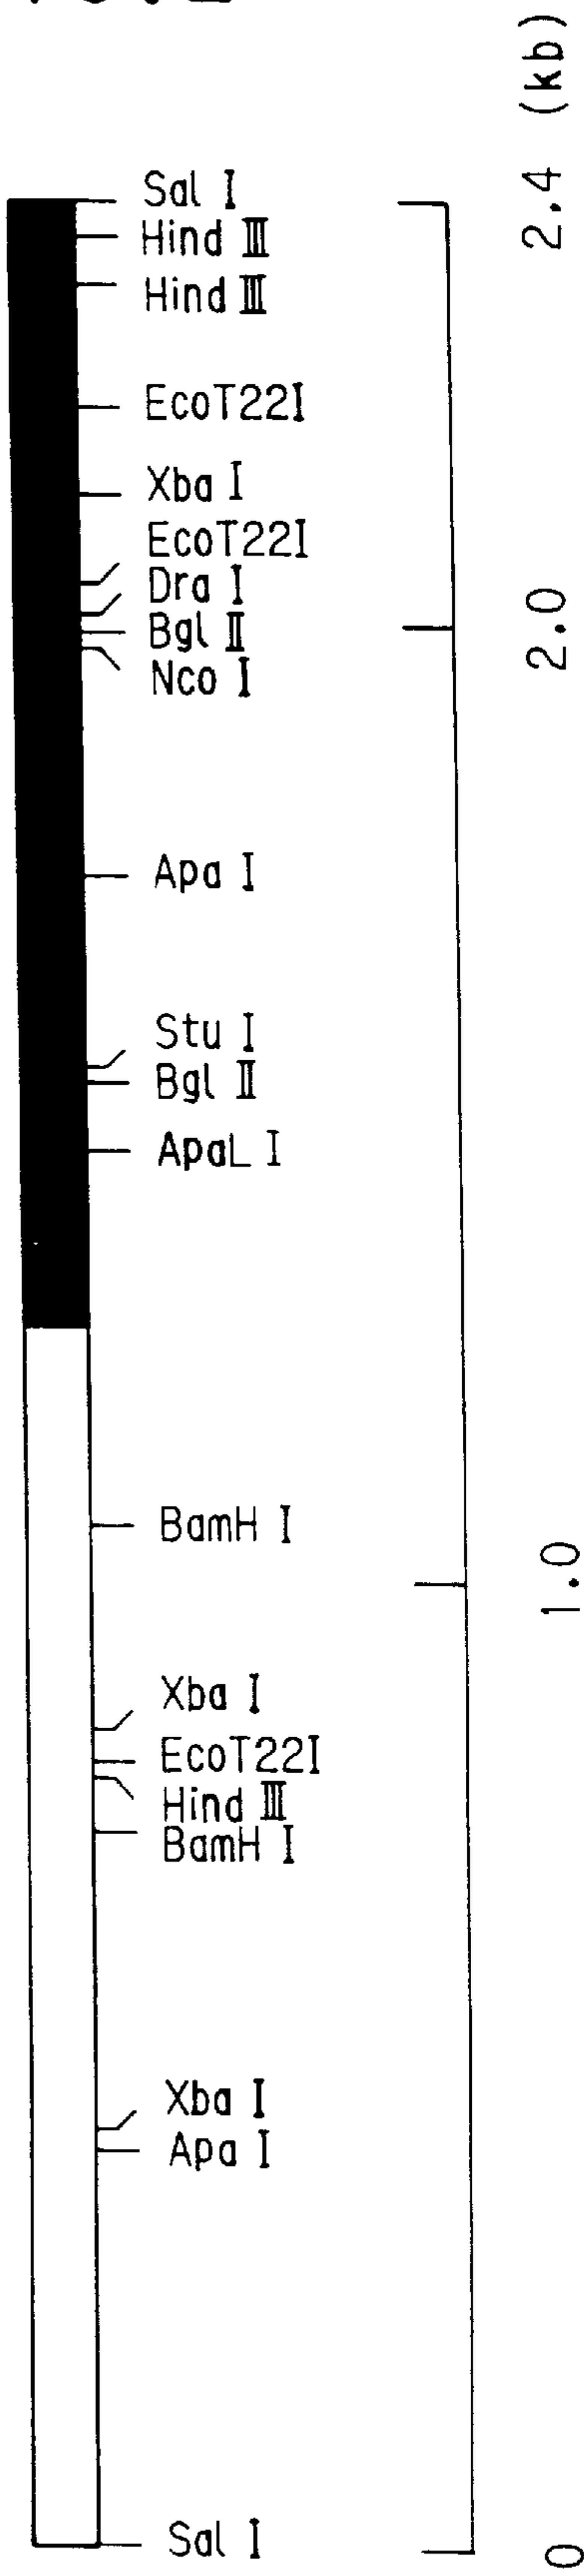 Sal I
Hind III
Hind III
EcoT22I
Xba I
EcoT22I
Dra I
Bgl II
Nco I
Apa I
Stu I
Bgl II
ApaL I
BamH I
Xba I
EcoT22I
Hind III
BamH I
Xba I
Apa I
Sal I
2.4 (kb)
2.0
1.0
0